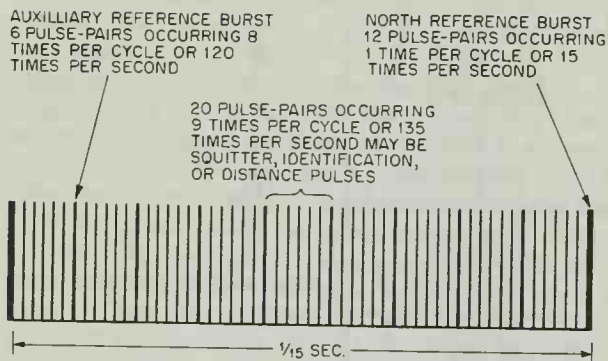 AUXILLIARY REFERENCE BURST
6 PULSE-PAIRS OCCURRING 8
TIMES PER CYCLE OR 120
TIMES PER SECOND
NORTH REFERENCE BURST
12 PULSE-PAIRS OCCURRING
1 TIME PER CYCLE OR 15
TIMES PER SECOND
20 PULSE-PAIRS OCCURRING
9 TIMES PER CYCLE OR 135
TIMES PER SECOND MAY BE
SQUITTER, IDENTIFICATION,
OR DISTANCE PULSES
1/15 SEC.